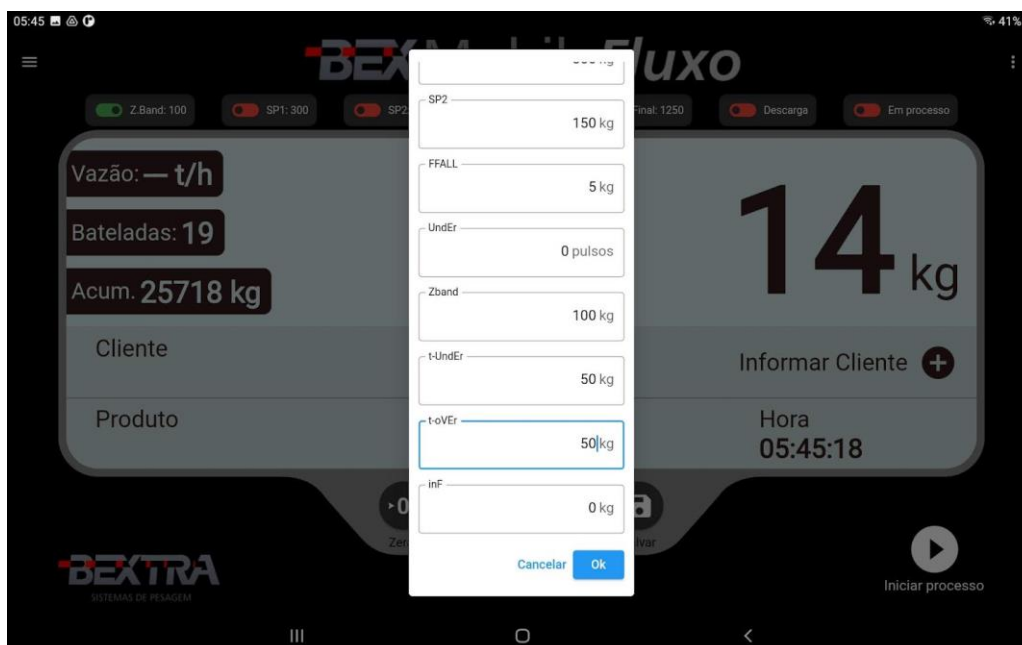 05:45
41%
BEX
Fluxo
Z.Band: 100
SP1: 300
SP2
Final: 1250
Descarga
Em processo
Vazão: — t/h
Bateladas: 19
Acum. 25718 kg
14 kg
Cliente
Informar Cliente
Produto
Hora
05:45:18
SP2
150 kg
FFALL
5 kg
UndEr
0 pulsos
Zband
100 kg
t-UndEr
50 kg
t-oVEr
50 kg
inF
0 kg
Cancelar
Ok
>0
BEXTRA
SISTEMAS DE PESAGEM
Iniciar processo